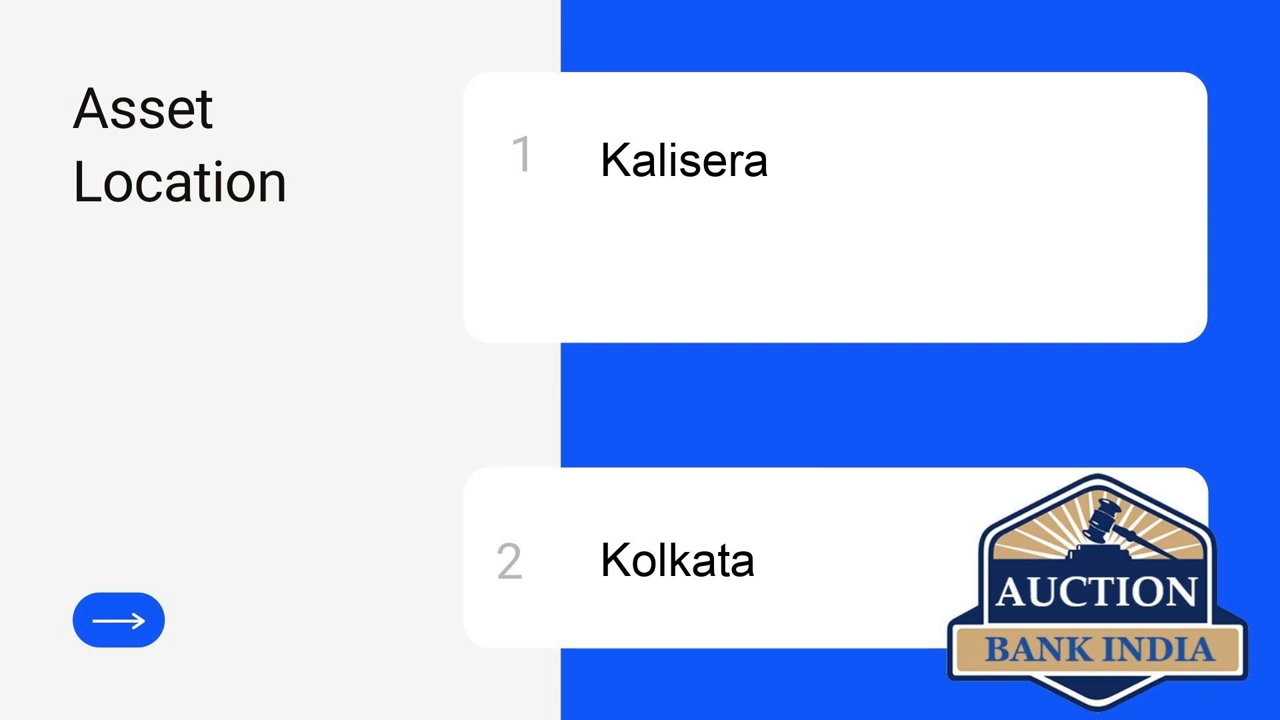 Asset
Location
1
Kalisera
2
Kolkata
AUCTION
BANK INDIA